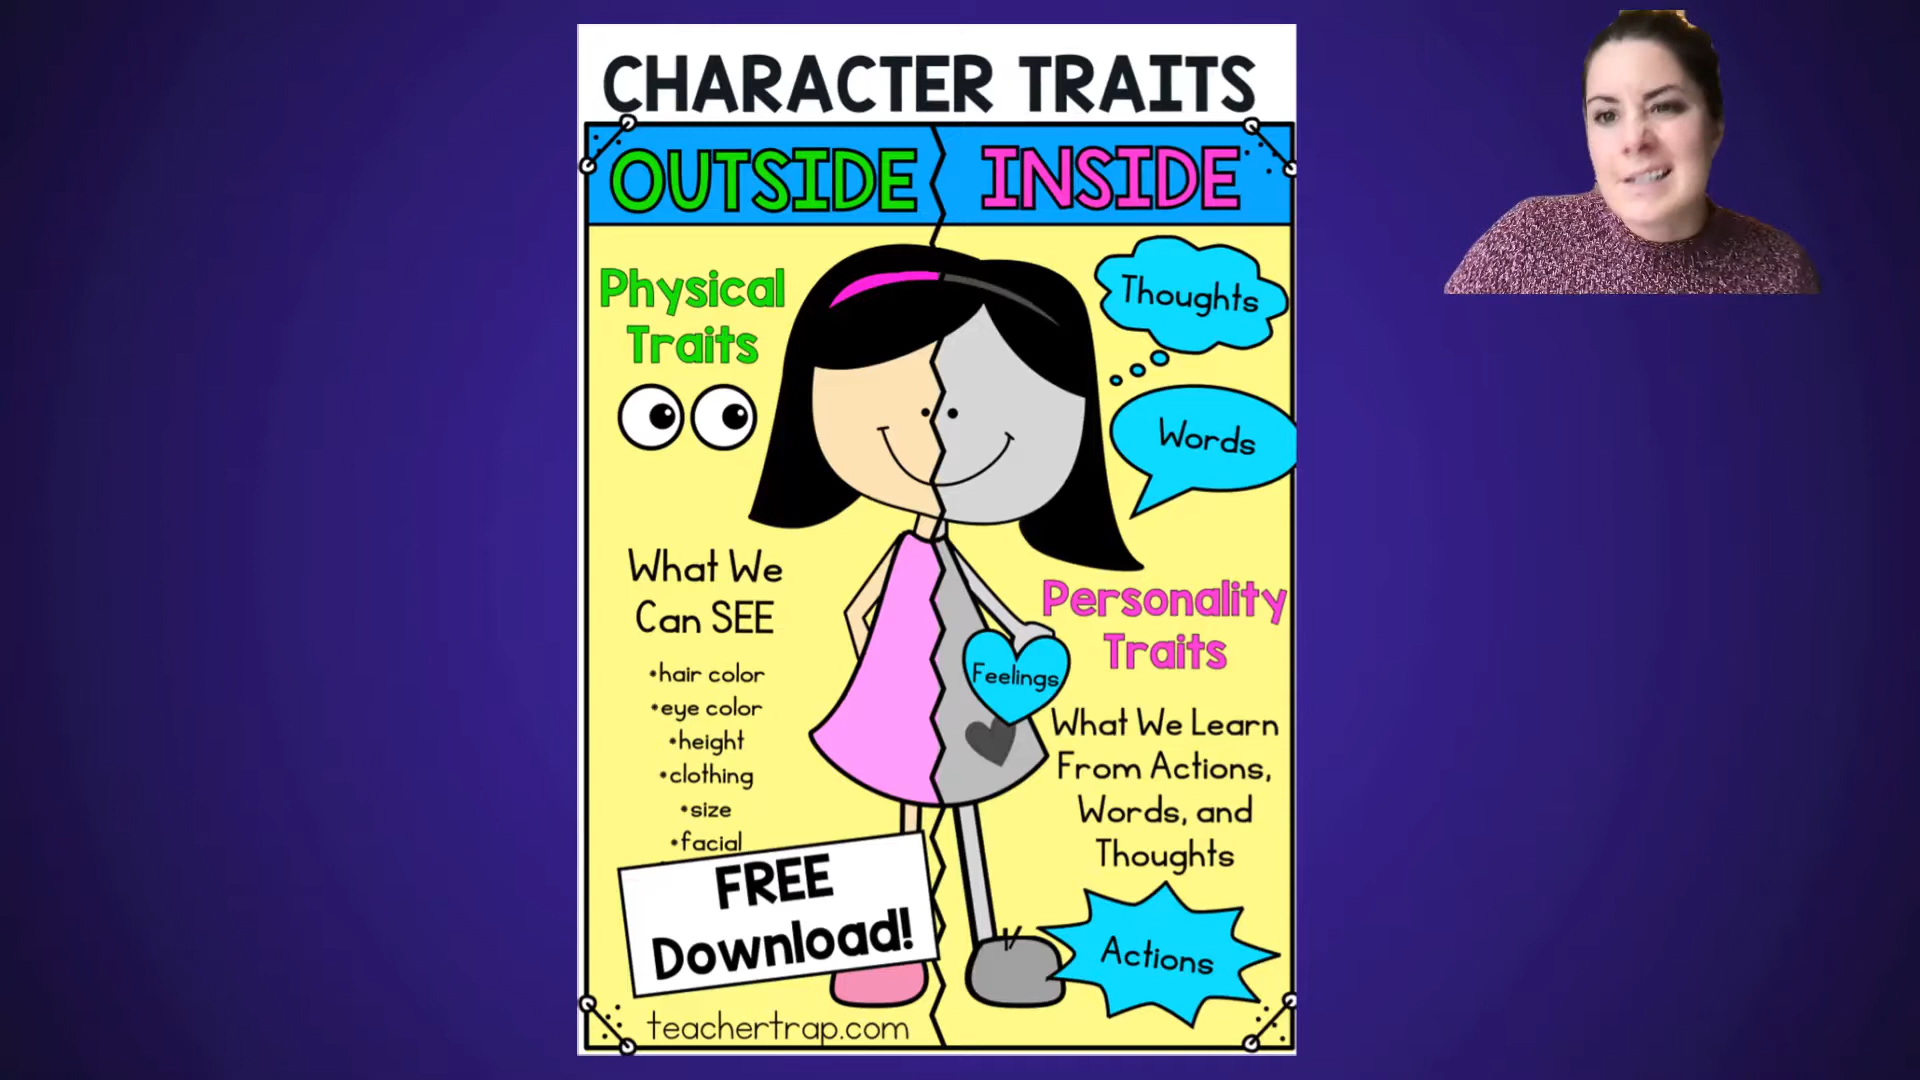 CHARACTER TRAITS
OUTSIDE
INSIDE
Physical
Traits
What We
Can SEE
•hair color
•eye color
•height
•clothing
•size
•facial
FREE
Download!
teachertrap.com
Thoughts
Words
Personality
Traits
Feelings
What We Learn
From Actions,
Words, and
Thoughts
Actions